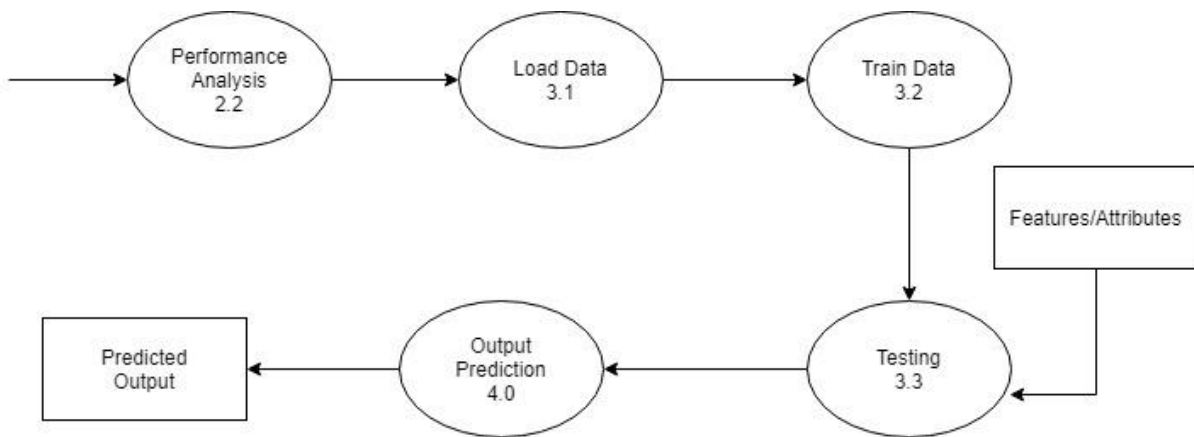 Performance
Analysis
2.2
Load Data
3.1
Train Data
3.2
Features/Attributes
Predicted
Output
Output
Prediction
4.0
Testing
3.3